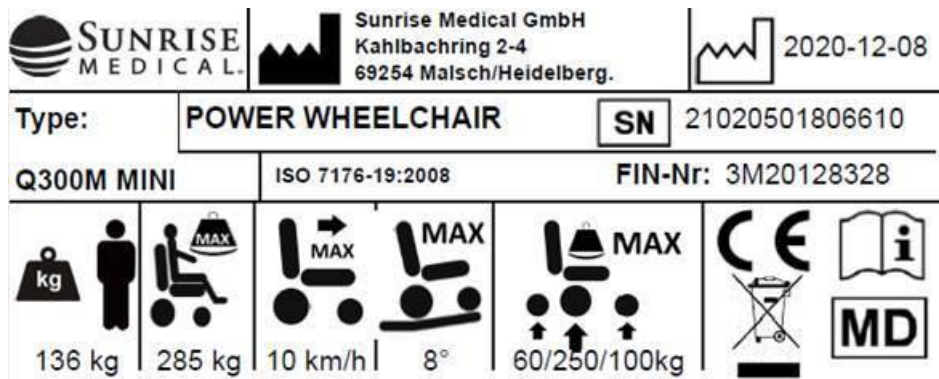 SUNRISE
MEDICAL.
Sunrise Medical GmbH
Kahlbachring 2-4
69254 Malsch/Heidelberg.
2020-12-08
Type: POWER WHEELCHAIR SN 21020501806610
Q300M MINI ISO 7176-19:2008 FIN-Nr: 3M20128328
kg MAX MAX MAX MAX CE i
MD
136 kg 285 kg 10 km/h 8° 60/250/100kg